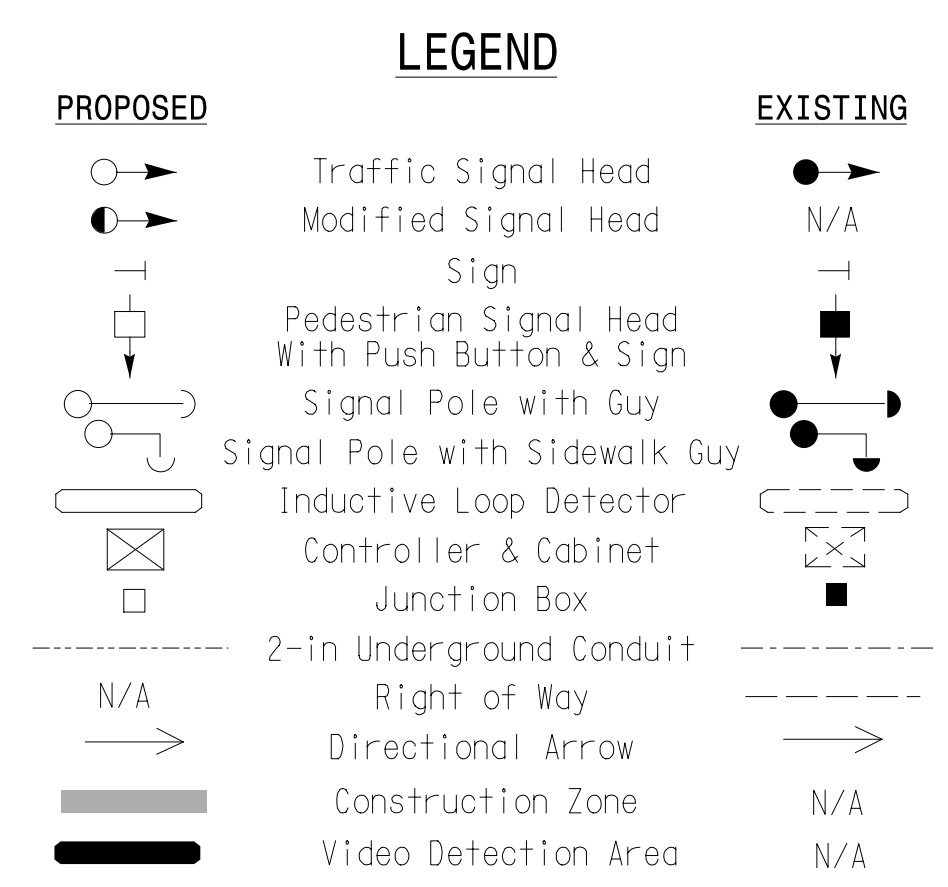 LEGEND
PROPOSED EXISTING
Traffic Signal Head
Modified Signal Head N/A
Sign
Pedestrian Signal Head
With Push Button & Sign
Signal Pole with Guy
Signal Pole with Sidewalk Guy
Inductive Loop Detector
Controller & Cabinet
Junction Box
2-in Underground Conduit
N/A Right of Way
Directional Arrow
Construction Zone N/A
Video Detection Area N/A